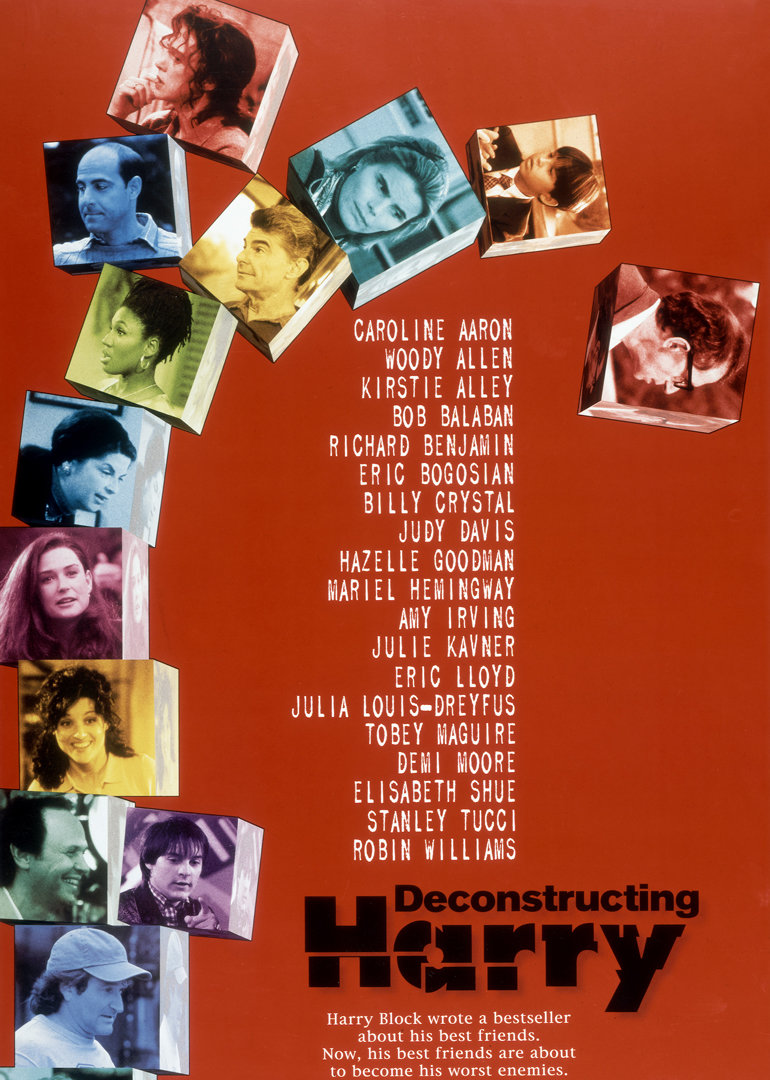 CAROLINE AARON
WOODY ALLEN
KIRSTIE ALLEY
BOB BALABAN
RICHARD BENJAMIN
ERIC BOGOSIAN
BILLY CRYSTAL
JUDY DAVIS
HAZELLE GOODMAN
MARIEL HEMINGWAY
AMY IRVING
JULIE KAVNER
ERIC LLOYD
JULIA LOUIS-DREYFUS
TOBEY MAGUIRE
DEMI MOORE
ELISABETH SHUE
STANLEY TUCCI
ROBIN WILLIAMS
Deconstructing
Harry
Harry Block wrote a bestseller
about his best friends.
Now, his best friends are about
to become his worst enemies.